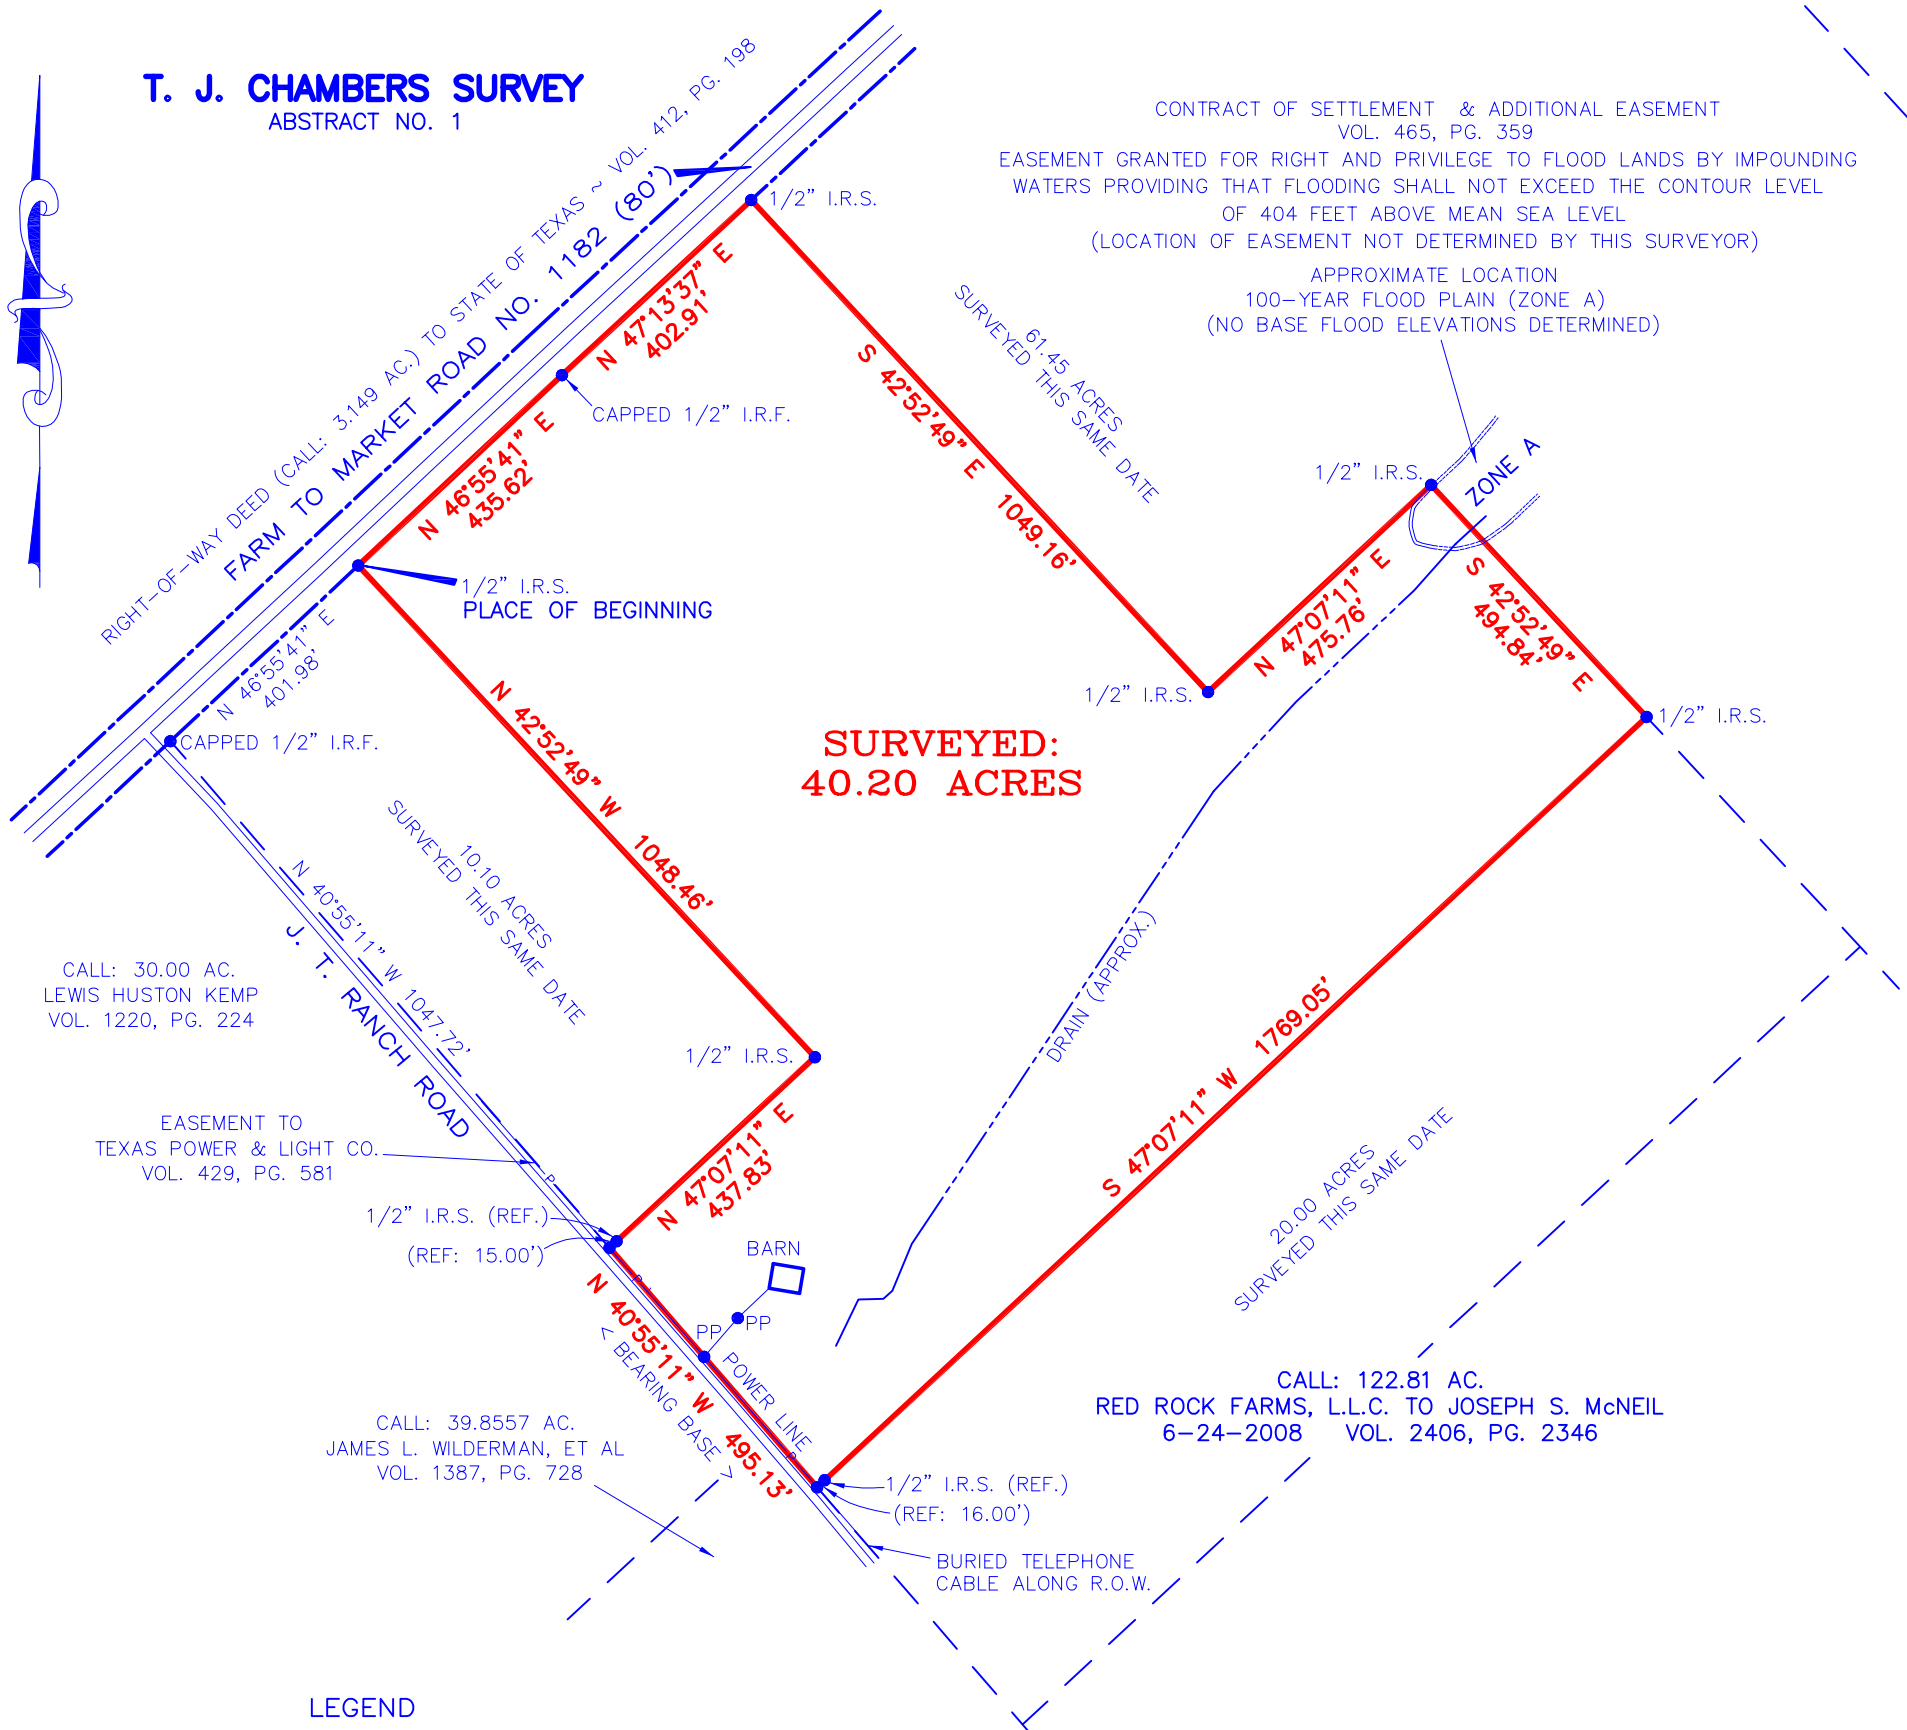 T. J. CHAMBERS SURVEY
ABSTRACT NO. 1
RIGHT-OF-WAY DEED (CALL: 3.149 AC.) TO STATE OF TEXAS ~ VOL. 412, PG. 198
FARM TO MARKET ROAD NO. 1182 (80')
CONTRACT OF SETTLEMENT & ADDITIONAL EASEMENT
VOL. 465, PG. 359
EASEMENT GRANTED FOR RIGHT AND PRIVILEGE TO FLOOD LANDS BY IMPOUNDING
WATERS PROVIDING THAT FLOODING SHALL NOT EXCEED THE CONTOUR LEVEL
OF 404 FEET ABOVE MEAN SEA LEVEL
(LOCATION OF EASEMENT NOT DETERMINED BY THIS SURVEYOR)
APPROXIMATE LOCATION
100-YEAR FLOOD PLAIN (ZONE A)
(NO BASE FLOOD ELEVATIONS DETERMINED)
1/2" I.R.S.
N 47°13'37" E
402.91'
CAPPED 1/2" I.R.F.
N 46°55'41" E
435.62'
S 42°52'49" E 1049.16'
61.45 ACRES
SURVEYED THIS SAME DATE
1/2" I.R.S.
ZONE A
1/2" I.R.S.
PLACE OF BEGINNING
N 46°55'41" E
401.98'
CAPPED 1/2" I.R.F.
N 47°07'11" E
475.76'
S 42°52'49" E
494.84'
1/2" I.R.S.
1/2" I.R.S.
SURVEYED:
40.20 ACRES
N 42°52'49" W 1048.46'
10.10 ACRES
SURVEYED THIS SAME DATE
N 40°55'11" W 1047.72'
J. T. RANCH ROAD
CALL: 30.00 AC.
LEWIS HUSTON KEMP
VOL. 1220, PG. 224
1/2" I.R.S.
DRAIN (APPROX.)
S 47°07'11" W 1769.05'
EASEMENT TO
TEXAS POWER & LIGHT CO.
VOL. 429, PG. 581
P
N 47°07'11" E
437.83'
1/2" I.R.S. (REF.)
(REF: 15.00')
BARN
P
PP
PP
POWER LINE
P
N 40°55'11" W 495.13'
< BEARING BASE >
20.00 ACRES
SURVEYED THIS SAME DATE
CALL: 122.81 AC.
RED ROCK FARMS, L.L.C. TO JOSEPH S. McNEIL
6-24-2008 VOL. 2406, PG. 2346
CALL: 39.8557 AC.
JAMES L. WILDERMAN, ET AL
VOL. 1387, PG. 728
1/2" I.R.S. (REF.)
(REF: 16.00')
BURIED TELEPHONE
CABLE ALONG R.O.W.
LEGEND